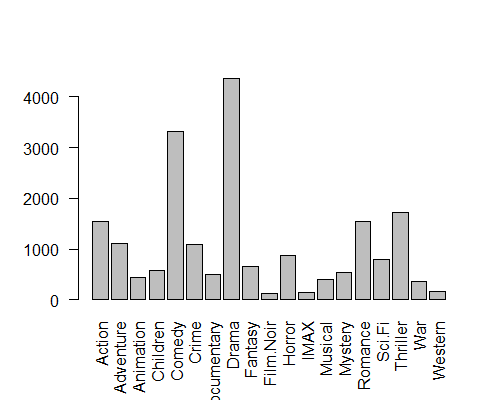 4000
3000
2000
1000
0
Action
Adventure
Animation
Children
Comedy
Crime
ocumentary
Drama
Fantasy
Film.Noir
Horror
IMAX
Musical
Mystery
Romance
Sci.Fi
Thriller
War
Western